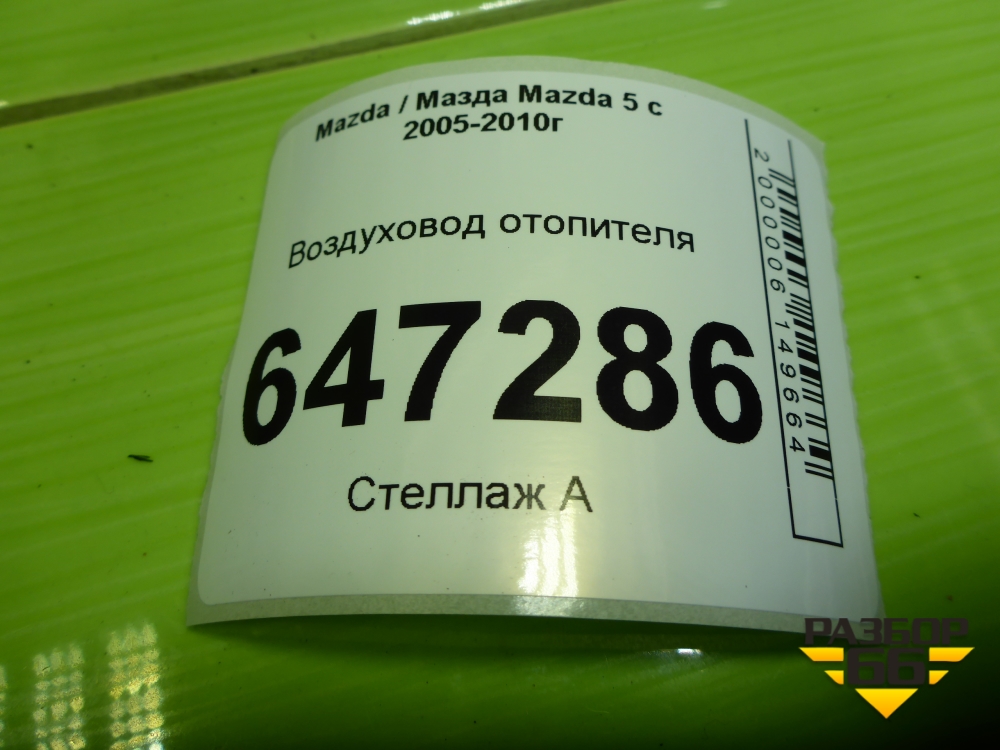 Mazda / Мазда Mazda 5 с
2005-2010г
Воздуховод отопителя
647286
Стеллаж А
2000006149664
РАЗБОР
66